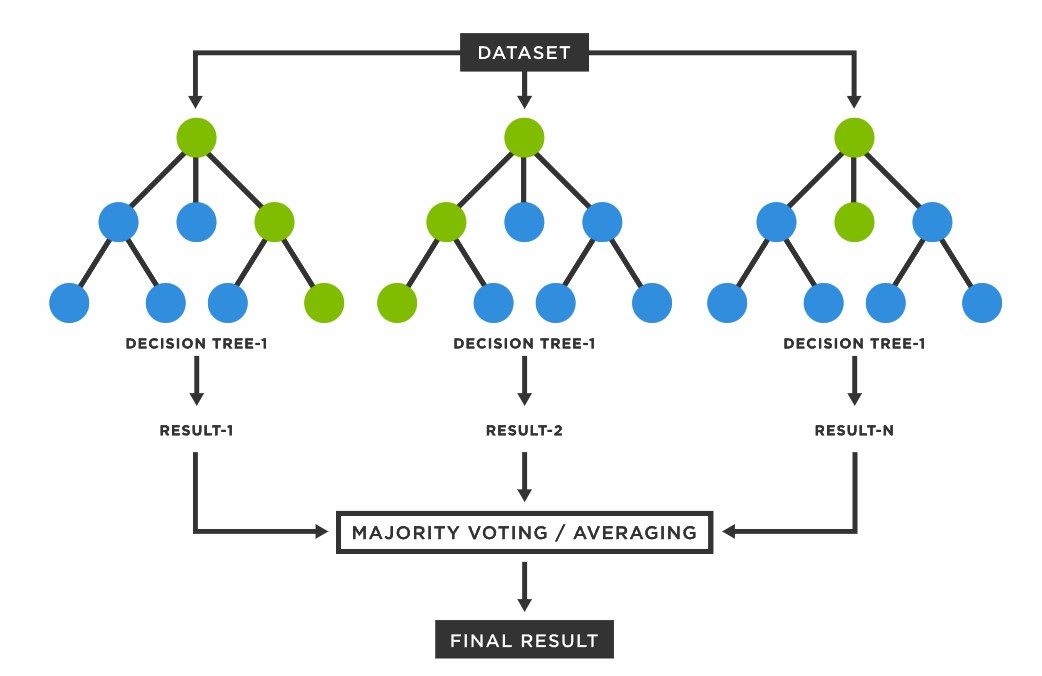 DATASET
DECISION TREE-1
DECISION TREE-1
DECISION TREE-1
RESULT-1
RESULT-2
RESULT-N
MAJORITY VOTING / AVERAGING
FINAL RESULT